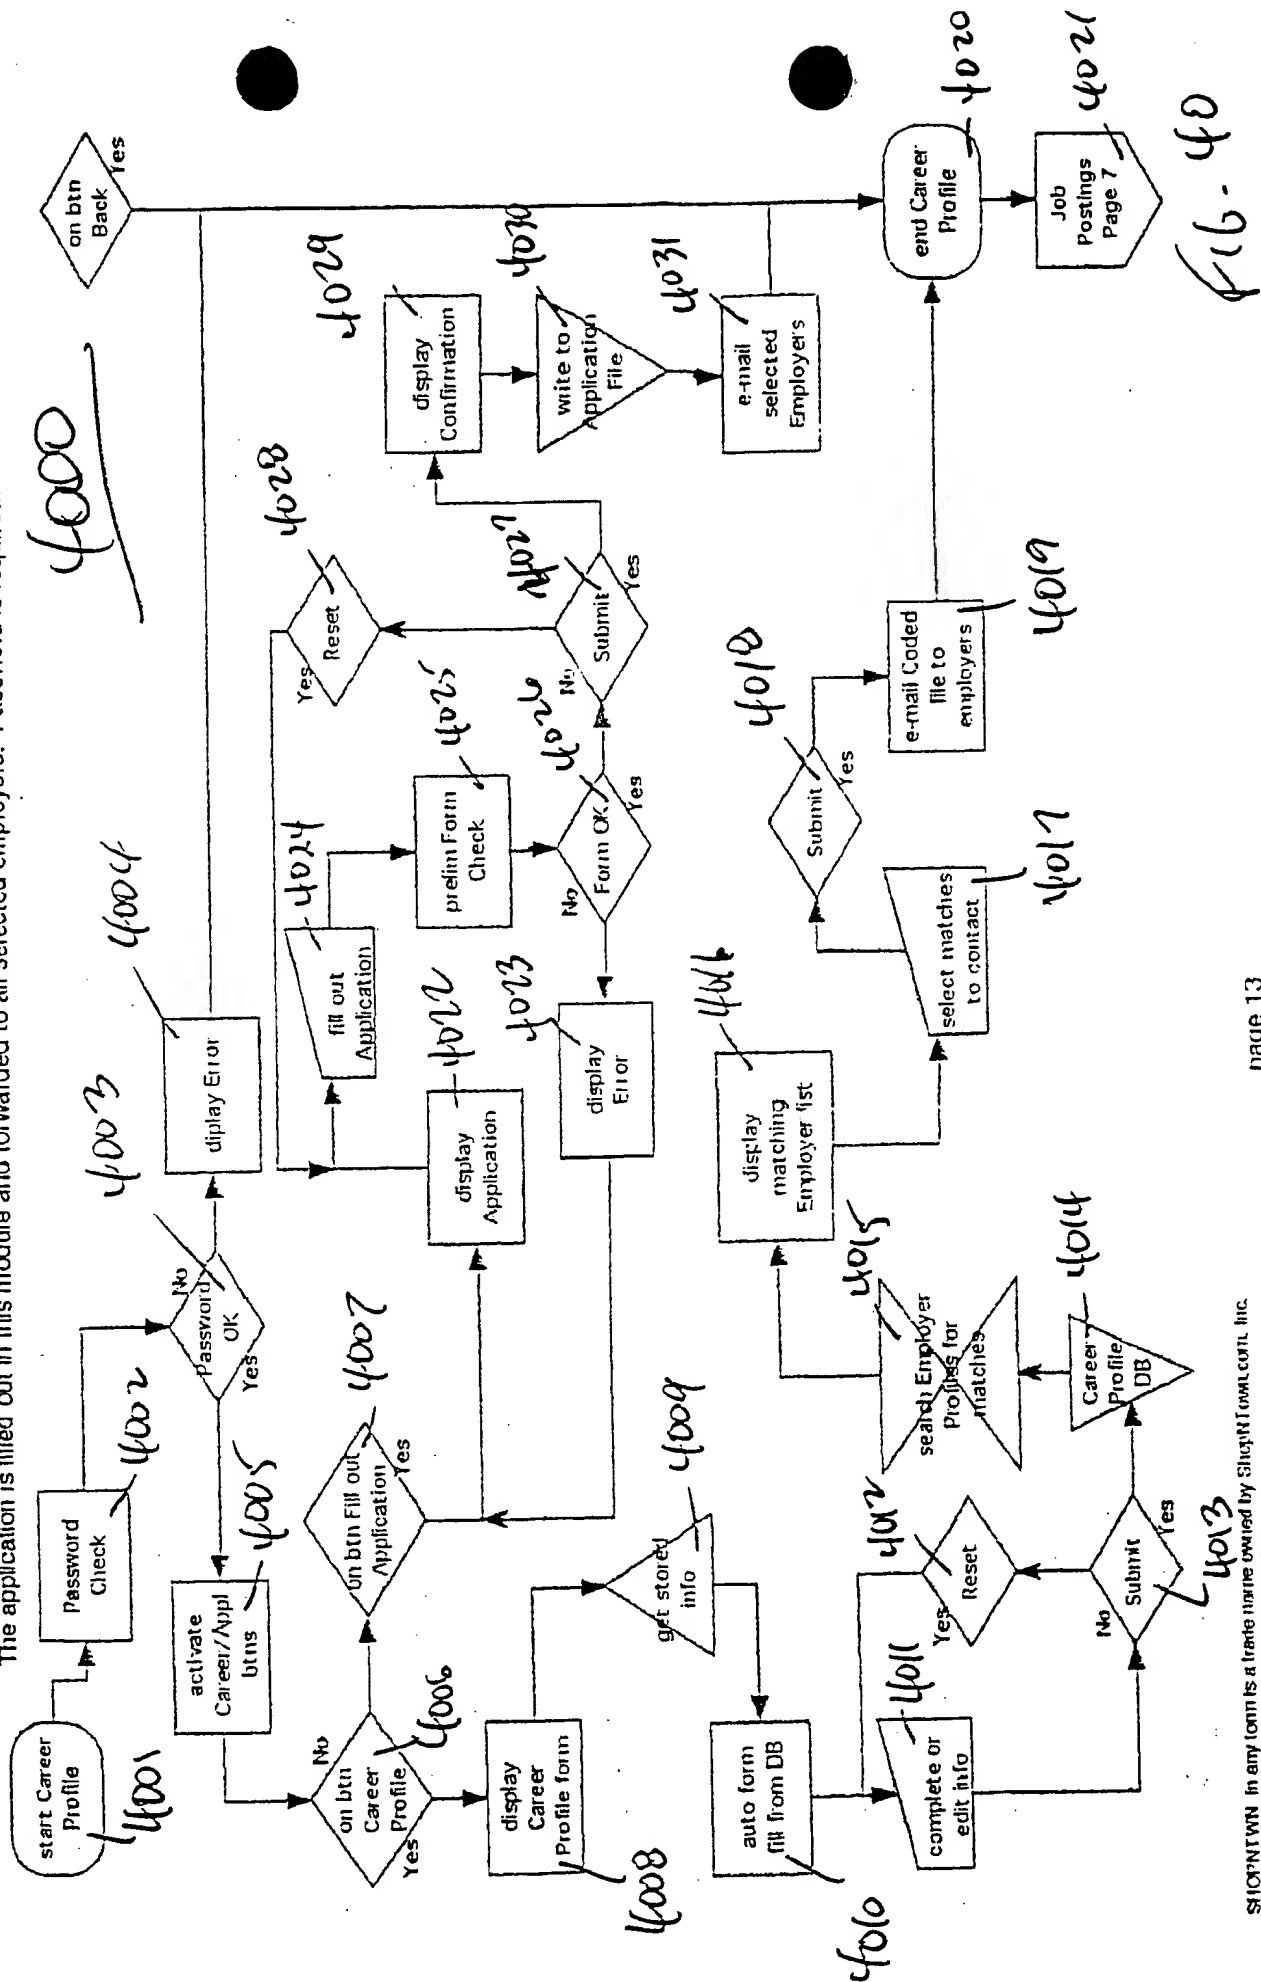 The application is filled out in this module and forwarded to all selected employers.
4000
start Career
Profile
4001
Password
Check
4002
Password
OK
No
Yes
4003
diplay Error
4004
on btn
Back
Yes
activate
Career/Appl
btns
4005
on btn
Career
Profile
No
Yes
4006
on btn Fill out
Application
Yes
4007
display
Application
4022
fill out
Application
4024
prelim Form
Check
4025
Form OK
No
Yes
4026
display
Error
4023
Submit
No
Yes
4027
Reset
Yes
4028
display
Confirmation
4029
write to
Application
File
4030
e-mail
selected
Employers
4031
display
Career
Profile form
4008
get stored
info
4009
auto form
fill from DB
4010
complete or
edit info
4011
Reset
Yes
4012
Submit
No
Yes
4013
Career
Profile
DB
4014
search Employer
Profiles for
matches
4015
display
matching
Employer list
4016
select matches
to contact
4017
Submit
Yes
4018
e-mail Coded
file to
employers
4019
end Career
Profile
4020
Job
Postings
Page 7
4021
Fig. 40
SHOPNTWN in any form is a trade name owned by ShopNTown.com, Inc.
page 13